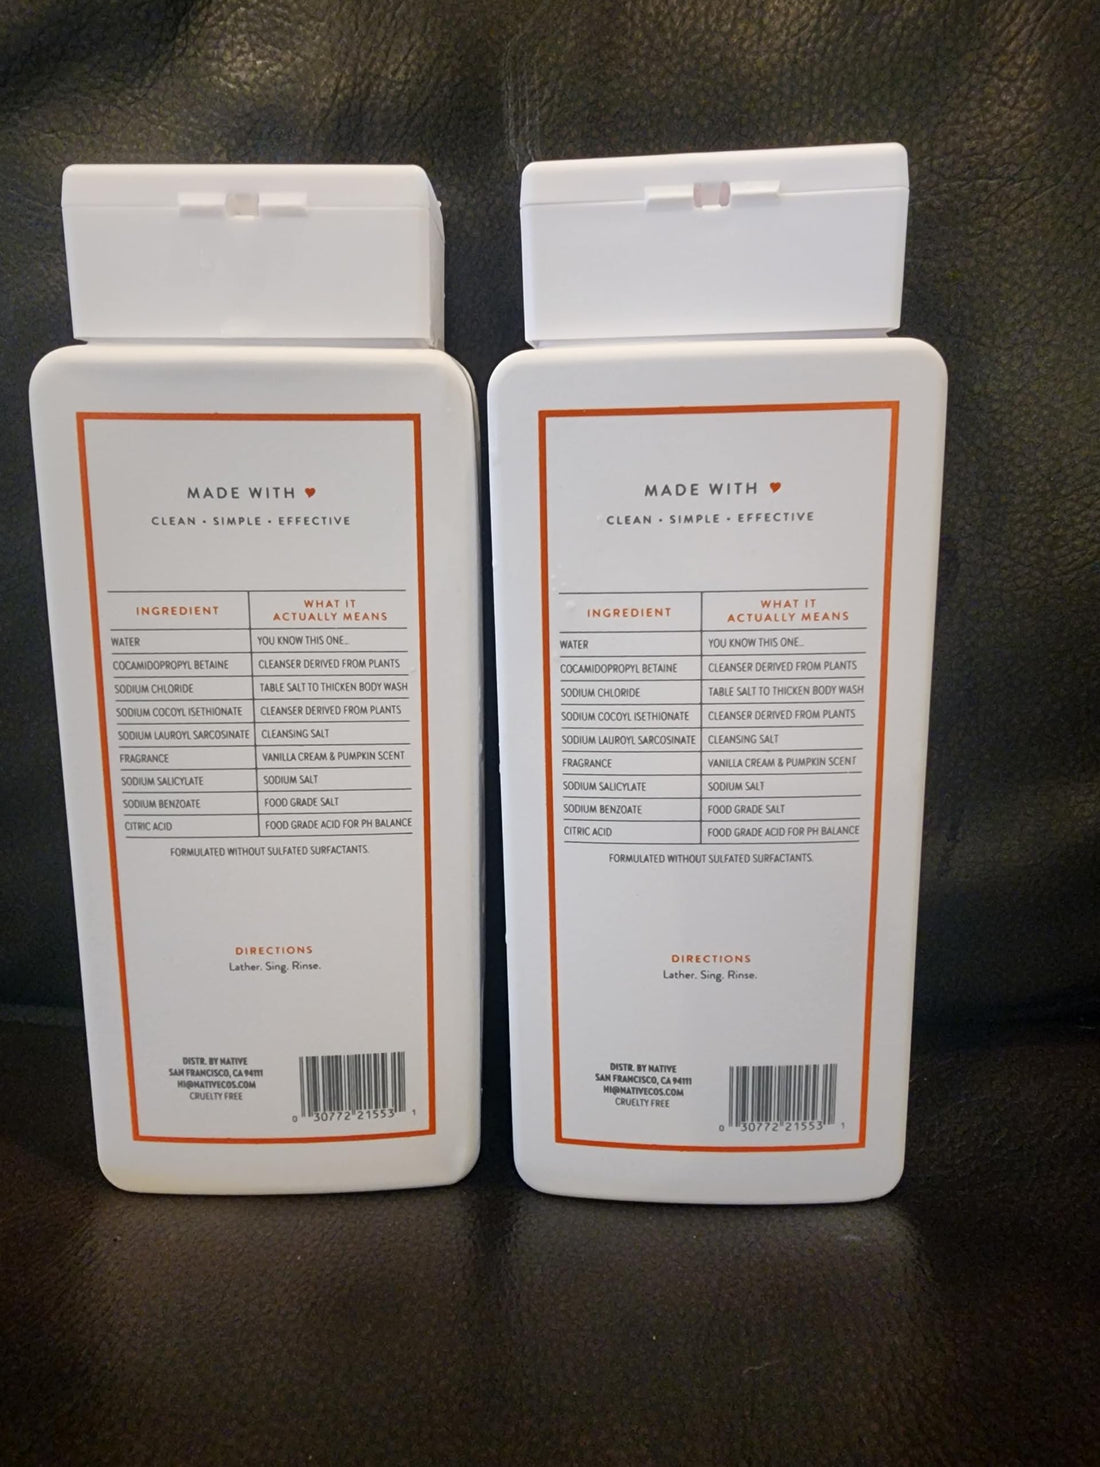 MADE WITH
CLEAN • SIMPLE • EFFECTIVE
INGREDIENT WHAT IT ACTUALLY MEANS
WATER YOU KNOW THIS ONE...
COCAMIDOPROPYL BETAINE CLEANSER DERIVED FROM PLANTS
SODIUM CHLORIDE TABLE SALT TO THICKEN BODY WASH
SODIUM COCOYL ISETHIONATE CLEANSER DERIVED FROM PLANTS
SODIUM LAUROYL SARCOSINATE CLEANSING SALT
FRAGRANCE VANILLA CREAM & PUMPKIN SCENT
SODIUM SALICYLATE SODIUM SALT
SODIUM BENZOATE FOOD GRADE SALT
CITRIC ACID FOOD GRADE ACID FOR PH BALANCE
FORMULATED WITHOUT SULFATED SURFACTANTS.
DIRECTIONS
Lather. Sing. Rinse.
DISTR. BY NATIVE
SAN FRANCISCO, CA 94111
HI@NATIVECOS.COM
CRUELTY FREE
0 30772 21553 1
MADE WITH
CLEAN • SIMPLE • EFFECTIVE
INGREDIENT WHAT IT ACTUALLY MEANS
WATER YOU KNOW THIS ONE...
COCAMIDOPROPYL BETAINE CLEANSER DERIVED FROM PLANTS
SODIUM CHLORIDE TABLE SALT TO THICKEN BODY WASH
SODIUM COCOYL ISETHIONATE CLEANSER DERIVED FROM PLANTS
SODIUM LAUROYL SARCOSINATE CLEANSING SALT
FRAGRANCE VANILLA CREAM & PUMPKIN SCENT
SODIUM SALICYLATE SODIUM SALT
SODIUM BENZOATE FOOD GRADE SALT
CITRIC ACID FOOD GRADE ACID FOR PH BALANCE
FORMULATED WITHOUT SULFATED SURFACTANTS.
DIRECTIONS
Lather. Sing. Rinse.
DISTR. BY NATIVE
SAN FRANCISCO, CA 94111
HI@NATIVECOS.COM
CRUELTY FREE
0 30772 21553 1